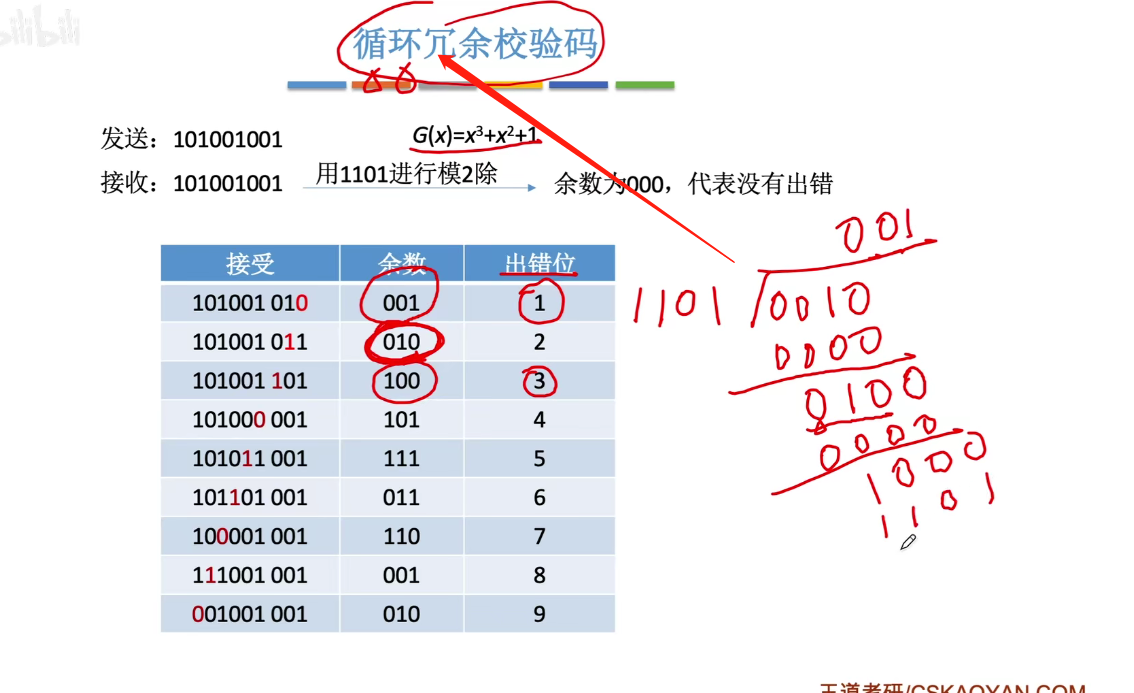 bilibili
循环冗余校验码
发送：101001001
G(x)=x³+x²+1
接收：101001001
用1101进行模2除
余数为000，代表没有出错
接受 余数 出错位
101001 010 001 1
101001 011 010 2
101001 101 100 3
101000 001 101 4
101011 001 111 5
101101 001 011 6
100001 001 110 7
111001 001 001 8
001001 001 010 9
001
1101 0010
0000
0100
0000
1000
1101
王道考研/CSKAOYAN.COM